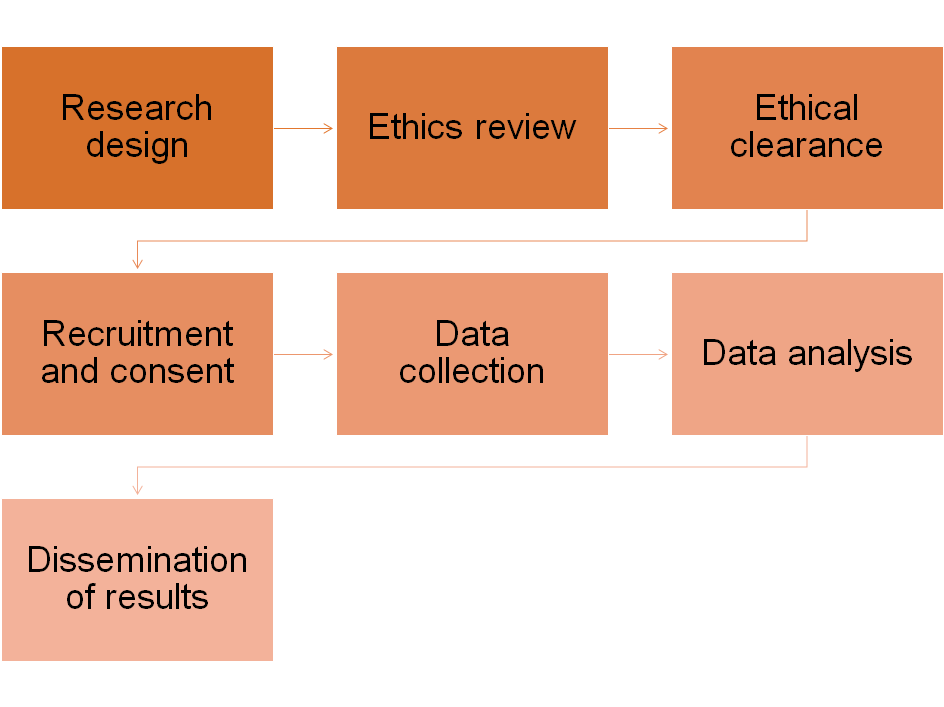 Research
design
Ethics review
Ethical
clearance
Recruitment
and consent
Data
collection
Data analysis
Dissemination
of results